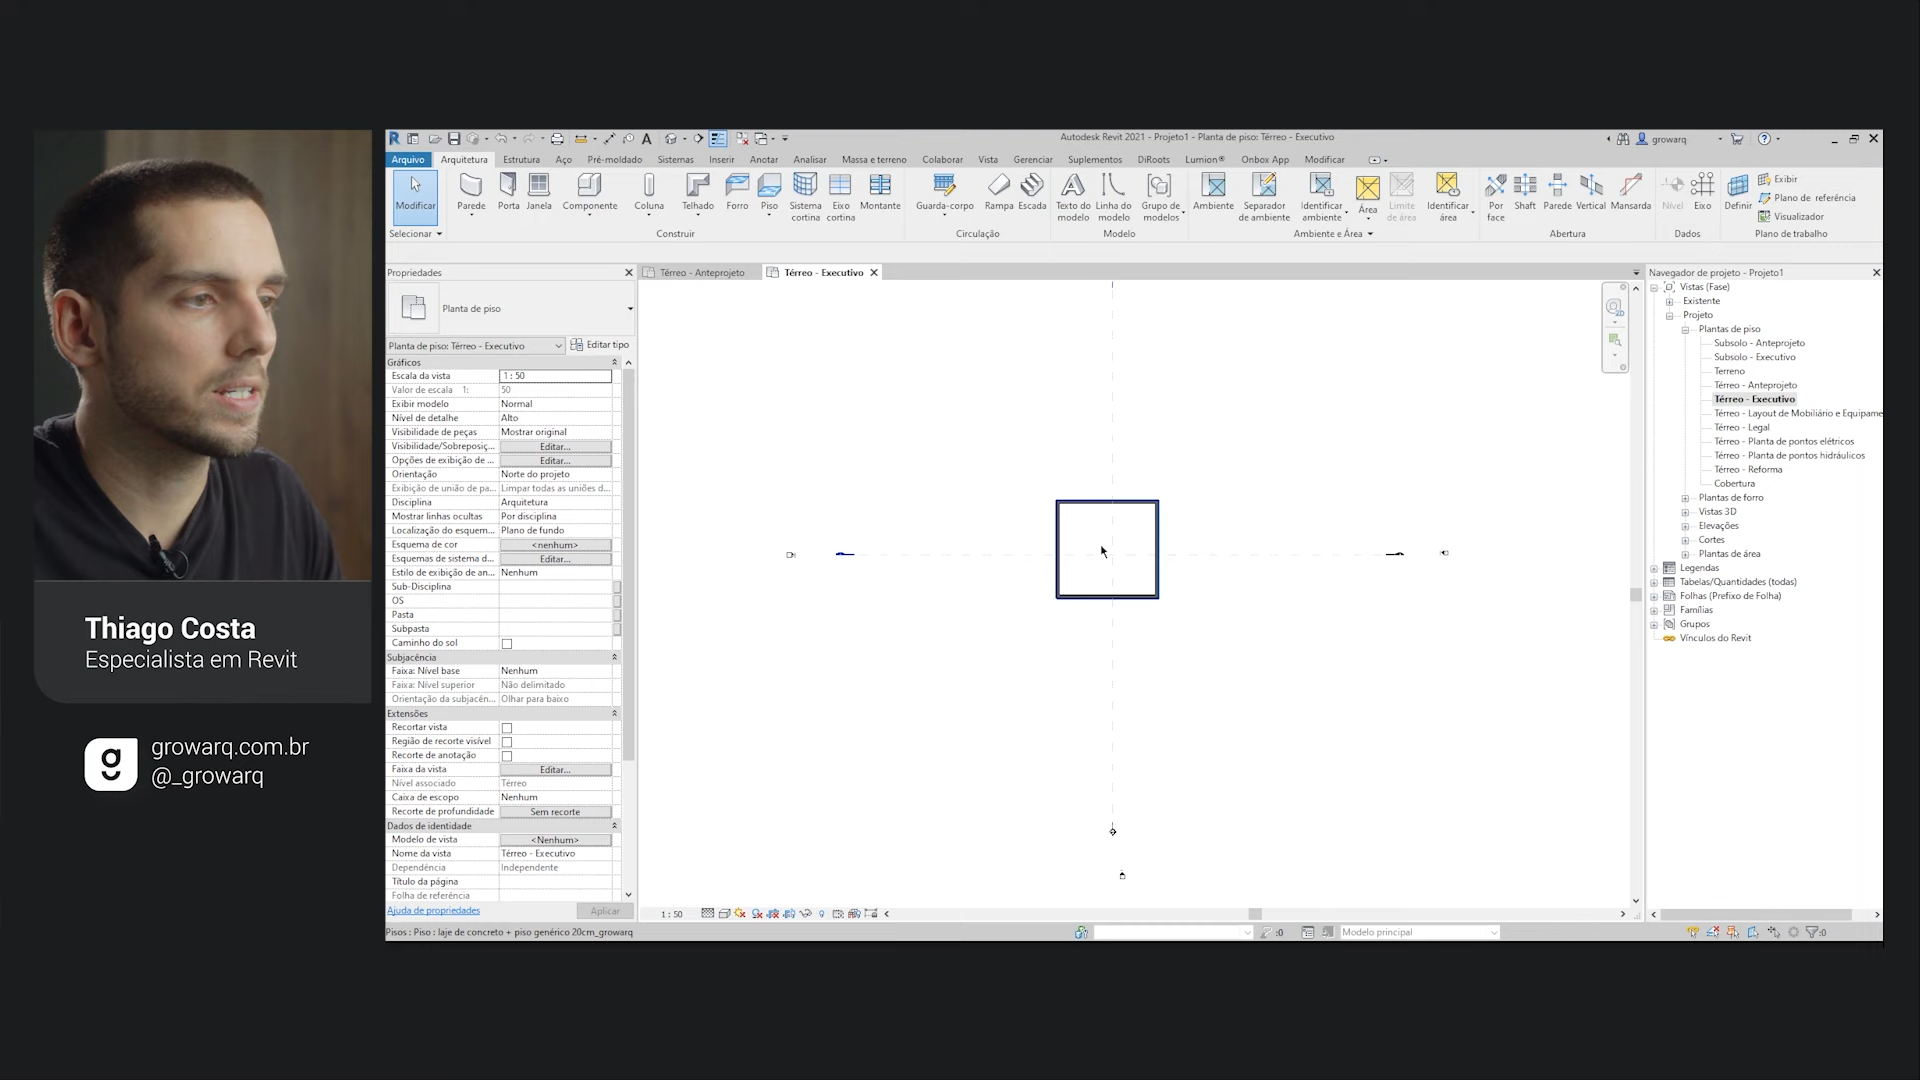 Autodesk Revit 2021 - Projeto1 - Planta de piso: Térreo - Executivo
growarq
Arquivo Arquitetura Estrutura Aço Pré-moldado Sistemas Inserir Anotar Analisar Massa e terreno Colaborar Vista Gerenciar Suplementos DiRoots Lumion® Onbox App Modificar
Modificar Parede Porta Janela Componente Coluna Telhado Forro Piso Sistema cortina Eixo cortina Montante Guarda-corpo Rampa Escada Texto do modelo Linha do modelo Grupo de modelos Ambiente Separador de ambiente Identificar ambiente Área Limite de área Identificar área Por face Shaft Parede Vertical Mansarda Nível Eixo Definir
Exibir
Plano de referência
Visualizador
Selecionar Construir Circulação Modelo Ambiente e Área Abertura Dados Plano de trabalho
Propriedades
Térreo - Anteprojeto
Térreo - Executivo
Planta de piso
Planta de piso: Térreo - Executivo Editar tipo
Gráficos
Escala da vista 1 : 50
Valor de escala 1: 50
Exibir modelo Normal
Nível de detalhe Alto
Visibilidade de peças Mostrar original
Visibilidade/Sobreposiç... Editar...
Opções de exibição de ... Editar...
Orientação Norte do projeto
Exibição de união de pa... Limpar todas as uniões d...
Disciplina Arquitetura
Mostrar linhas ocultas Por disciplina
Localização do esquem... Plano de fundo
Esquema de cor <nenhum>
Esquemas de sistema d... Editar...
Estilo de exibição de an... Nenhum
Sub-Disciplina
OS
Pasta
Subpasta
Caminho do sol
Subjacência
Faixa: Nível base Nenhum
Faixa: Nível superior Não delimitado
Orientação da subjacên... Olhar para baixo
Extensões
Recortar vista
Região de recorte visível
Recorte de anotação
Faixa da vista Editar...
Nível associado Térreo
Caixa de escopo Nenhum
Recorte de profundidade Sem recorte
Dados de identidade
Modelo de vista <Nenhum>
Nome da vista Térreo - Executivo
Dependência Independente
Título da página
Folha de referência
Ajuda de propriedades Aplicar
1 : 50
Pisos : Piso : laje de concreto + piso genérico 20cm_growarq
:0
Modelo principal
:0
Navegador de projeto - Projeto1
Vistas (Fase)
Existente
Projeto
Plantas de piso
Subsolo - Anteprojeto
Subsolo - Executivo
Terreno
Térreo - Anteprojeto
Térreo - Executivo
Térreo - Layout de Mobiliário e Equipame
Térreo - Legal
Térreo - Planta de pontos elétricos
Térreo - Planta de pontos hidráulicos
Térreo - Reforma
Cobertura
Plantas de forro
Vistas 3D
Elevações
Cortes
Plantas de área
Legendas
Tabelas/Quantidades (todas)
Folhas (Prefixo de Folha)
Famílias
Grupos
Vínculos do Revit
Thiago Costa
Especialista em Revit
g
growarq.com.br
@_growarq